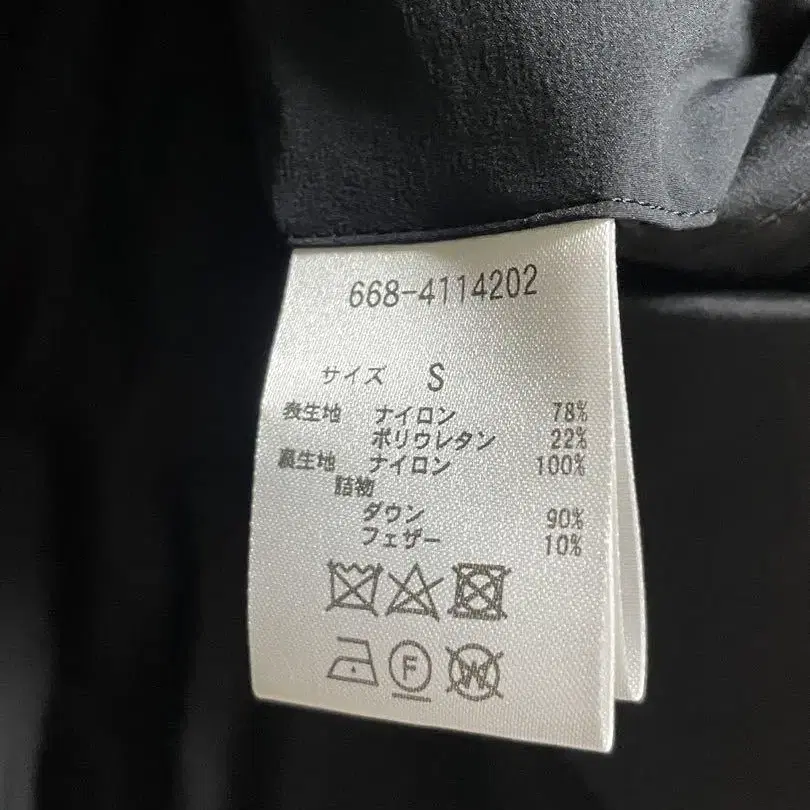 668-4114202
サイズ S
表生地 ナイロン 78%
ポリウレタン 22%
裏生地 ナイロン 100%
詰物
ダウン 90%
フェザー 10%
F W